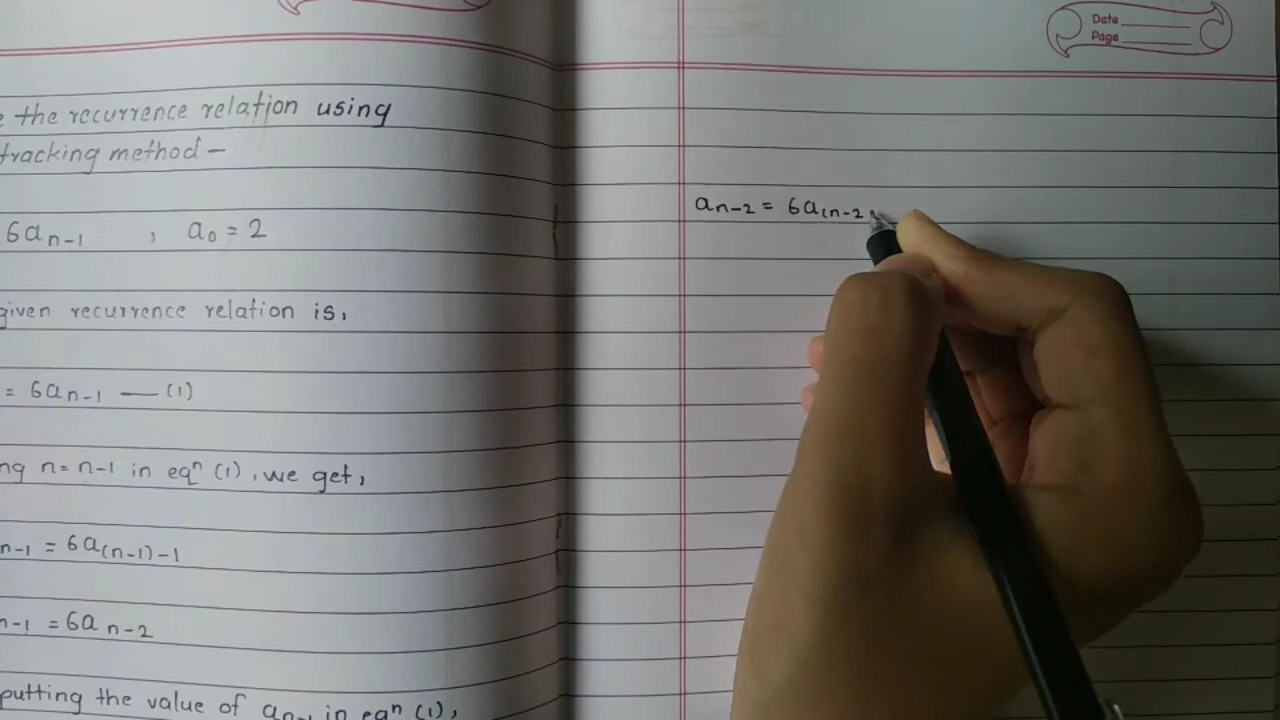 the recurrence relation using
tracking method –
6aₙ₋₁ , a₀ = 2
given recurrence relation is,
= 6aₙ₋₁ — (1)
ng n = n-1 in eqⁿ (1), we get,
n-1 = 6a(n-1)-1
n-1 = 6aₙ₋₂
putting the value of aₙ₋₁ in eqⁿ (1),
Date
Page
aₙ₋₂ = 6a(n-2